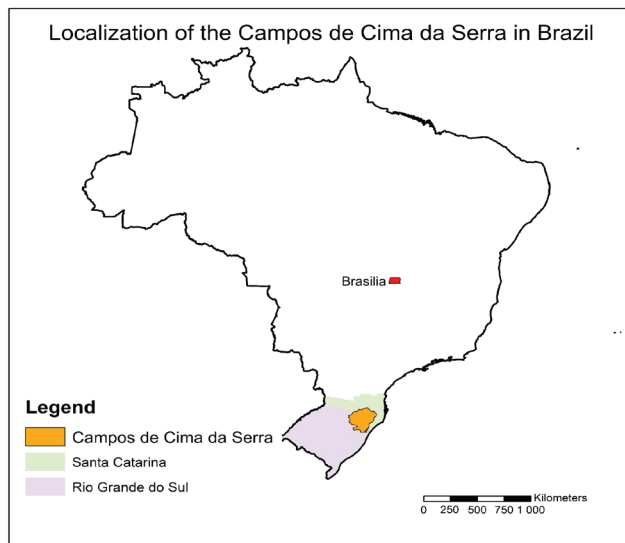 Localization of the Campos de Cima da Serra in Brazil
Brasilia
Legend
Campos de Cima da Serra
Santa Catarina
Rio Grande do Sul
Kilometers
0 250 500 750 1 000